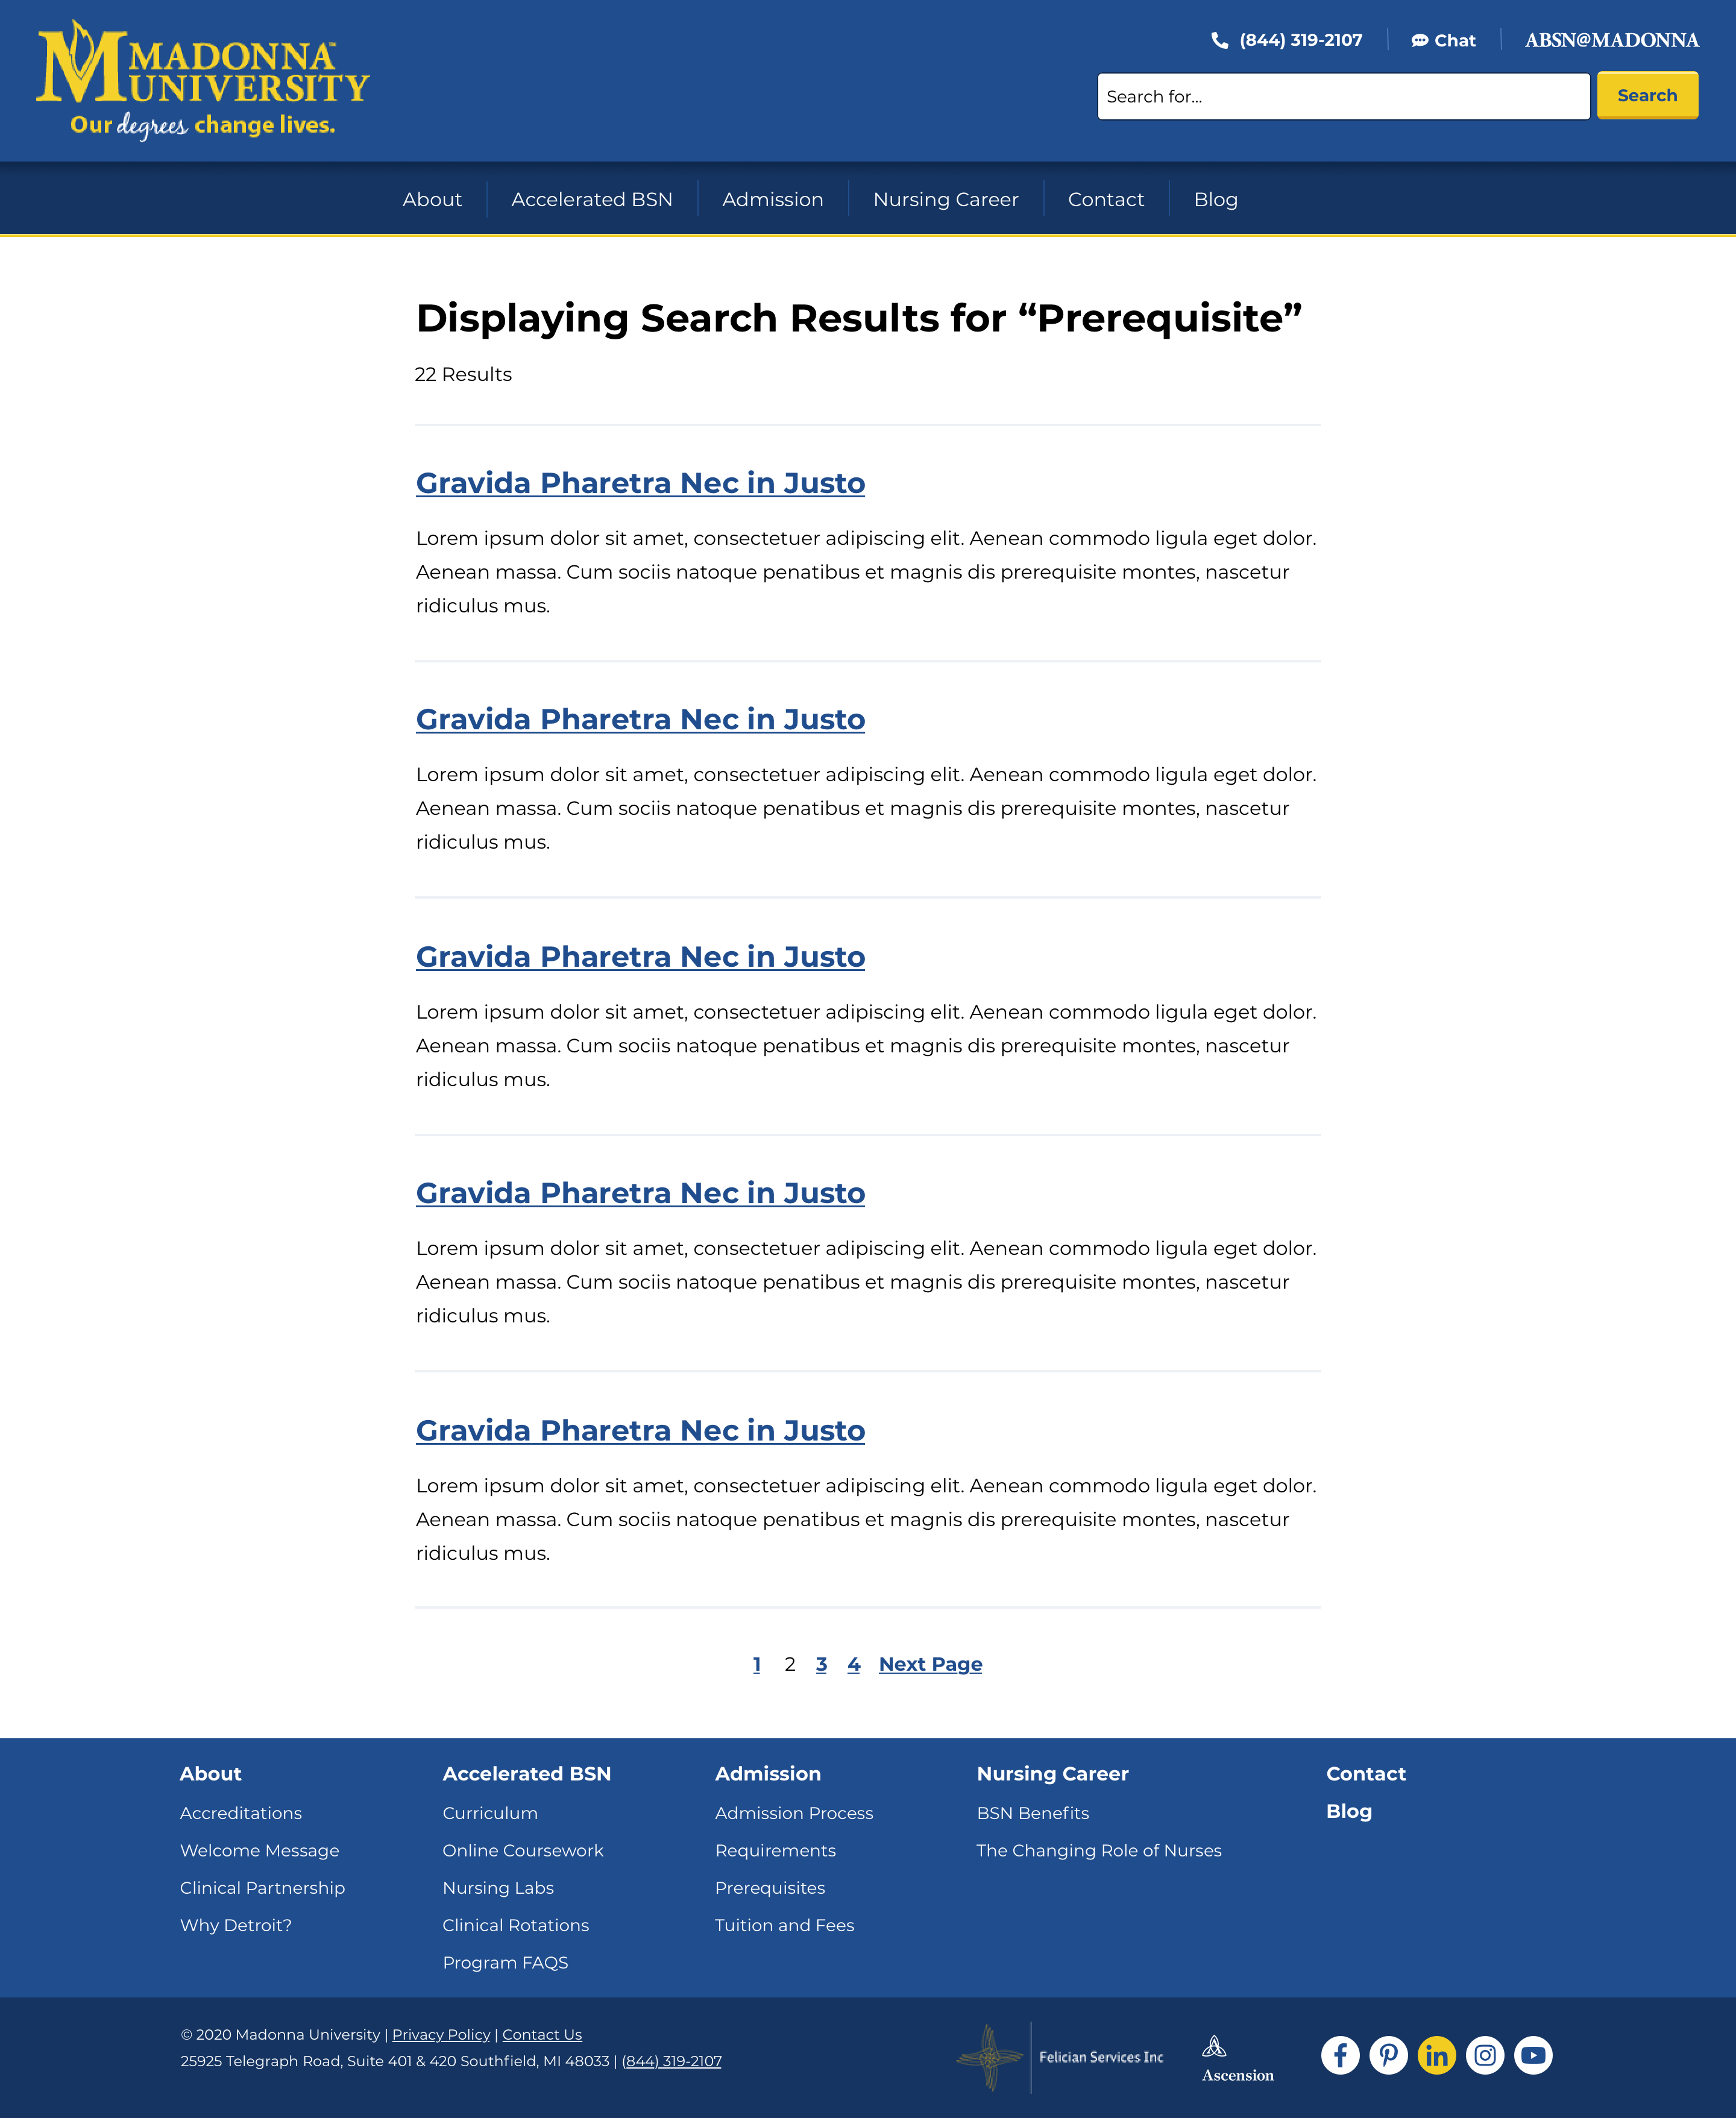 MADONNA™
UNIVERSITY
Our degrees change lives.
(844) 319-2107
Chat
ABSN@MADONNA
Search for...
Search
About
Accelerated BSN
Admission
Nursing Career
Contact
Blog
Displaying Search Results for “Prerequisite”
22 Results
Gravida Pharetra Nec in Justo
Lorem ipsum dolor sit amet, consectetuer adipiscing elit. Aenean commodo ligula eget dolor.
Aenean massa. Cum sociis natoque penatibus et magnis dis prerequisite montes, nascetur
ridiculus mus.
Gravida Pharetra Nec in Justo
Lorem ipsum dolor sit amet, consectetuer adipiscing elit. Aenean commodo ligula eget dolor.
Aenean massa. Cum sociis natoque penatibus et magnis dis prerequisite montes, nascetur
ridiculus mus.
Gravida Pharetra Nec in Justo
Lorem ipsum dolor sit amet, consectetuer adipiscing elit. Aenean commodo ligula eget dolor.
Aenean massa. Cum sociis natoque penatibus et magnis dis prerequisite montes, nascetur
ridiculus mus.
Gravida Pharetra Nec in Justo
Lorem ipsum dolor sit amet, consectetuer adipiscing elit. Aenean commodo ligula eget dolor.
Aenean massa. Cum sociis natoque penatibus et magnis dis prerequisite montes, nascetur
ridiculus mus.
Gravida Pharetra Nec in Justo
Lorem ipsum dolor sit amet, consectetuer adipiscing elit. Aenean commodo ligula eget dolor.
Aenean massa. Cum sociis natoque penatibus et magnis dis prerequisite montes, nascetur
ridiculus mus.
1 2 3 4 Next Page
About
Accreditations
Welcome Message
Clinical Partnership
Why Detroit?
Accelerated BSN
Curriculum
Online Coursework
Nursing Labs
Clinical Rotations
Program FAQS
Admission
Admission Process
Requirements
Prerequisites
Tuition and Fees
Nursing Career
BSN Benefits
The Changing Role of Nurses
Contact
Blog
© 2020 Madonna University | Privacy Policy | Contact Us
25925 Telegraph Road, Suite 401 & 420 Southfield, MI 48033 | (844) 319-2107
Felician Services Inc
Ascension